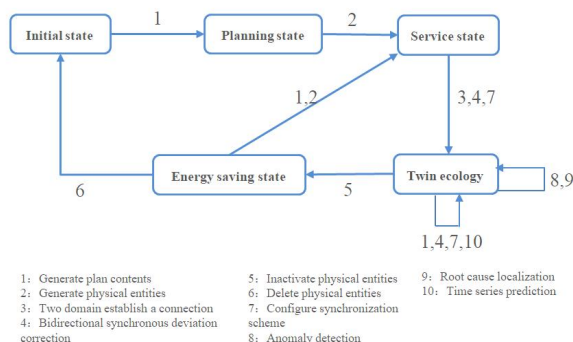 1
2
Initial state
Planning state
Service state
1,2
3,4,7
6
Energy saving state
5
Twin ecology
8,9
1,4,7,10
1: Generate plan contents
2: Generate physical entities
3: Two domain establish a connection
4: Bidirectional synchronous deviation
correction
5: Inactivate physical entities
6: Delete physical entities
7: Configure synchronization
scheme
8: Anomaly detection
9: Root cause localization
10: Time series prediction